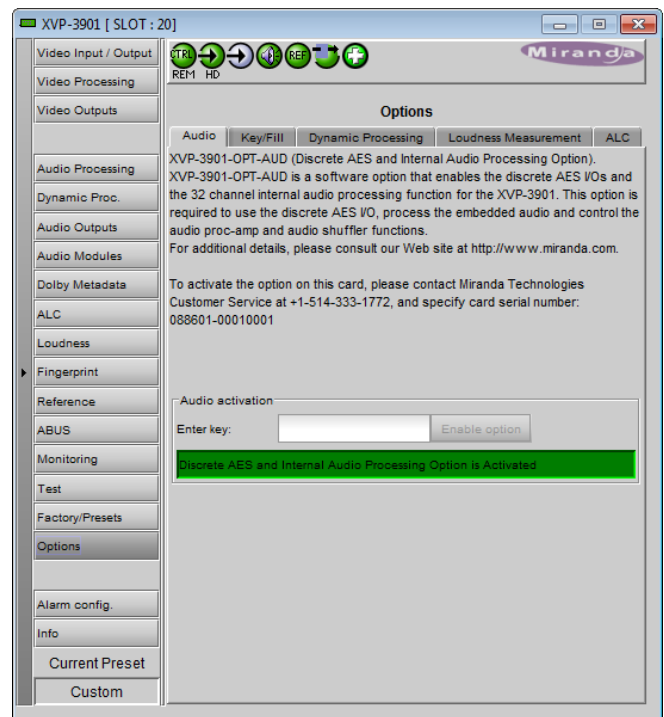 XVP-3901 [ SLOT : 20]
Video Input / Output
Video Processing
Video Outputs
Audio Processing
Dynamic Proc.
Audio Outputs
Audio Modules
Dolby Metadata
ALC
Loudness
Fingerprint
Reference
ABUS
Monitoring
Test
Factory/Presets
Options
Alarm config.
Info
Current Preset
Custom
CTRL
REF
REM HD
Miranda
Options
Audio Key/Fill Dynamic Processing Loudness Measurement ALC
XVP-3901-OPT-AUD (Discrete AES and Internal Audio Processing Option).
XVP-3901-OPT-AUD is a software option that enables the discrete AES I/Os and
the 32 channel internal audio processing function for the XVP-3901. This option is
required to use the discrete AES I/O, process the embedded audio and control the
audio proc-amp and audio shuffler functions.
For additional details, please consult our Web site at http://www.miranda.com.
To activate the option on this card, please contact Miranda Technologies
Customer Service at +1-514-333-1772, and specify card serial number:
088601-00010001
Audio activation
Enter key: Enable option
Discrete AES and Internal Audio Processing Option is Activated